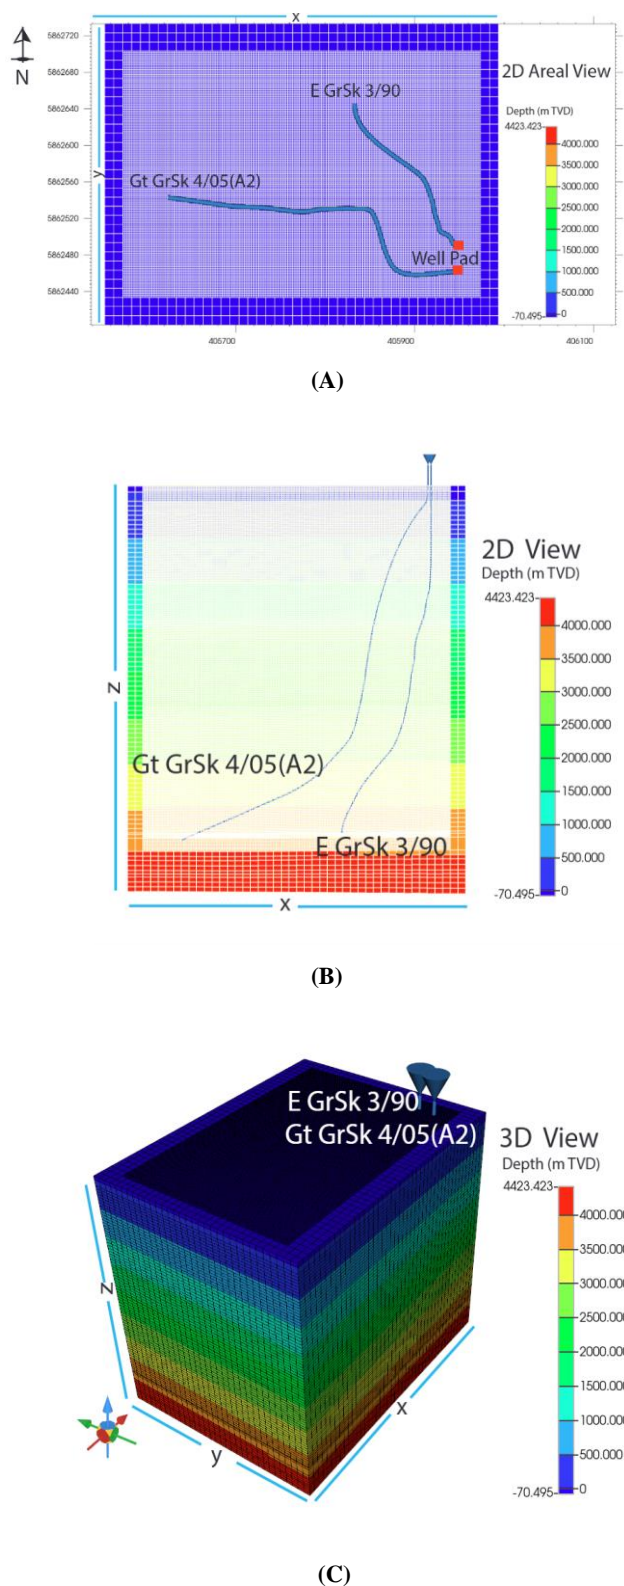 x
5862720
5862680
5862640
5862600
5862560
5862520
5862480
5862440
N
y
E GrSk 3/90
Gt GrSk 4/05(A2)
Well Pad
2D Areal View
Depth (m TVD)
4423.423
4000.000
3500.000
3000.000
2500.000
2000.000
1500.000
1000.000
500.000
0
-70.495
405700
405900
406100
(A)
z
Gt GrSk 4/05(A2)
E GrSk 3/90
x
2D View
Depth (m TVD)
4423.423
4000.000
3500.000
3000.000
2500.000
2000.000
1500.000
1000.000
500.000
0
-70.495
(B)
E GrSk 3/90
Gt GrSk 4/05(A2)
z
y
x
3D View
Depth (m TVD)
4423.423
4000.000
3500.000
3000.000
2500.000
2000.000
1500.000
1000.000
500.000
0
-70.495
(C)